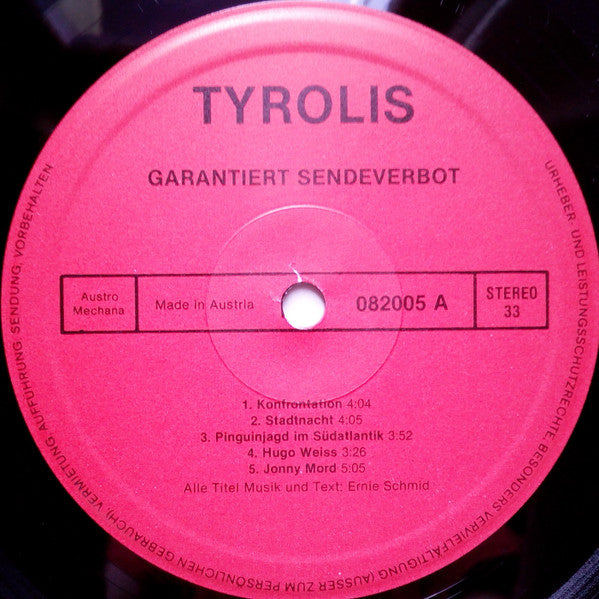 TYROLIS
GARANTIERT SENDEVERBOT
Austro
Mechana
Made in Austria
082005 A
STEREO
33
1. Konfrontation 4:04
2. Stadtnacht 4:05
3. Pinguinjagd im Südatlantik 3:52
4. Hugo Weiss 3:26
5. Jonny Mord 5:05
Alle Titel Musik und Text: Ernie Schmid
URHEBER- UND LEISTUNGSSCHUTZRECHTE, BESONDERS VERVIELFÄLTIGUNG (AUSSER ZUM PERSÖNLICHEN GEBRAUCH), VERMIETUNG, AUFFÜHRUNG, SENDUNG, VORBEHALTEN